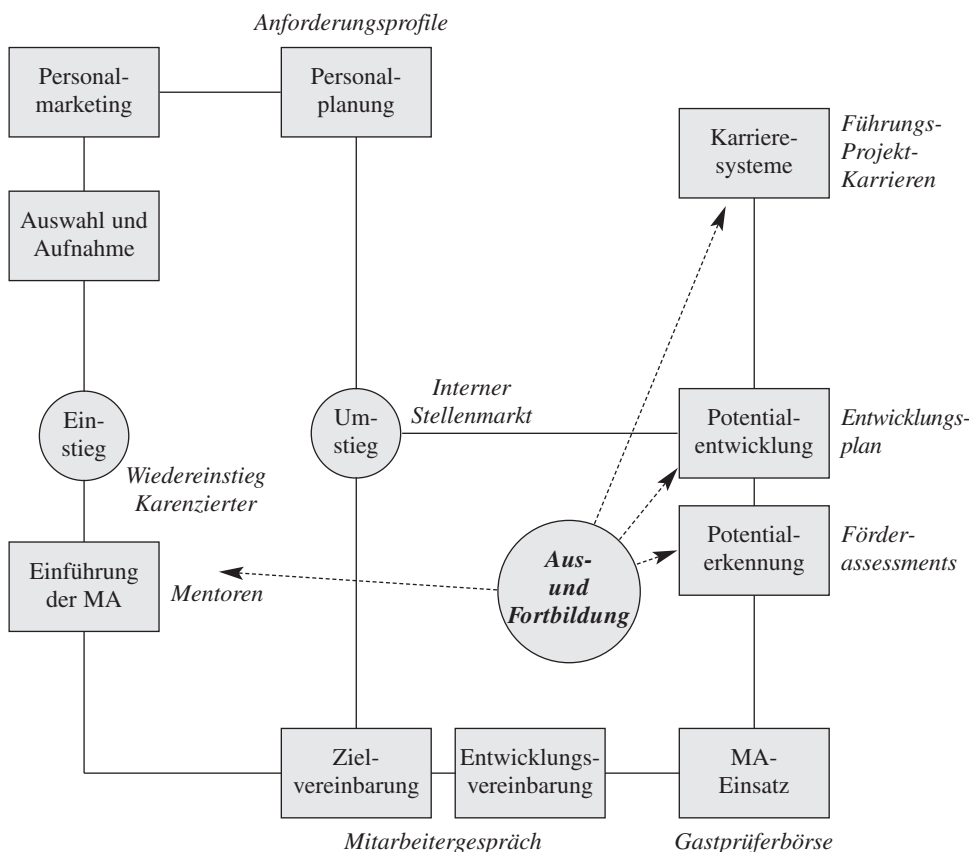 Anforderungsprofile
Personal-
marketing
Personal-
planung
Karriere-
systeme
Führungs-
Projekt-
Karrieren
Auswahl und
Aufnahme
Ein-
stieg
Um-
stieg
Interner
Stellenmarkt
Potential-
entwicklung
Entwicklungs-
plan
Wiedereinstieg
Karenzierter
Einführung
der MA
Mentoren
Aus-
und
Fortbildung
Potential-
erkennung
Förder-
assessments
Ziel-
vereinbarung
Entwicklungs-
vereinbarung
MA-
Einsatz
Mitarbeitergespräch
Gastprüferbörse